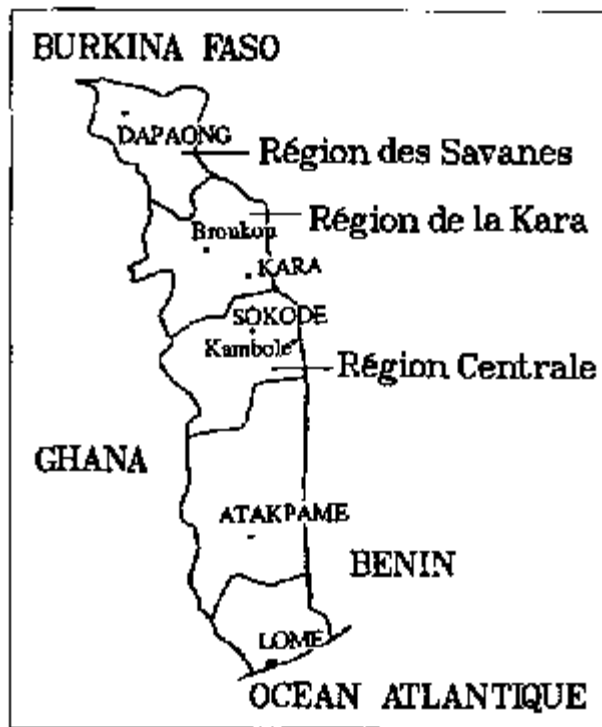 BURKINA FASO
DAPAONG
Région des Savanes
Région de la Kara
Broukou
KARA
SOKODE
Kambole
Région Centrale
GHANA
ATAKPAME
BENIN
LOME
OCEAN ATLANTIQUE